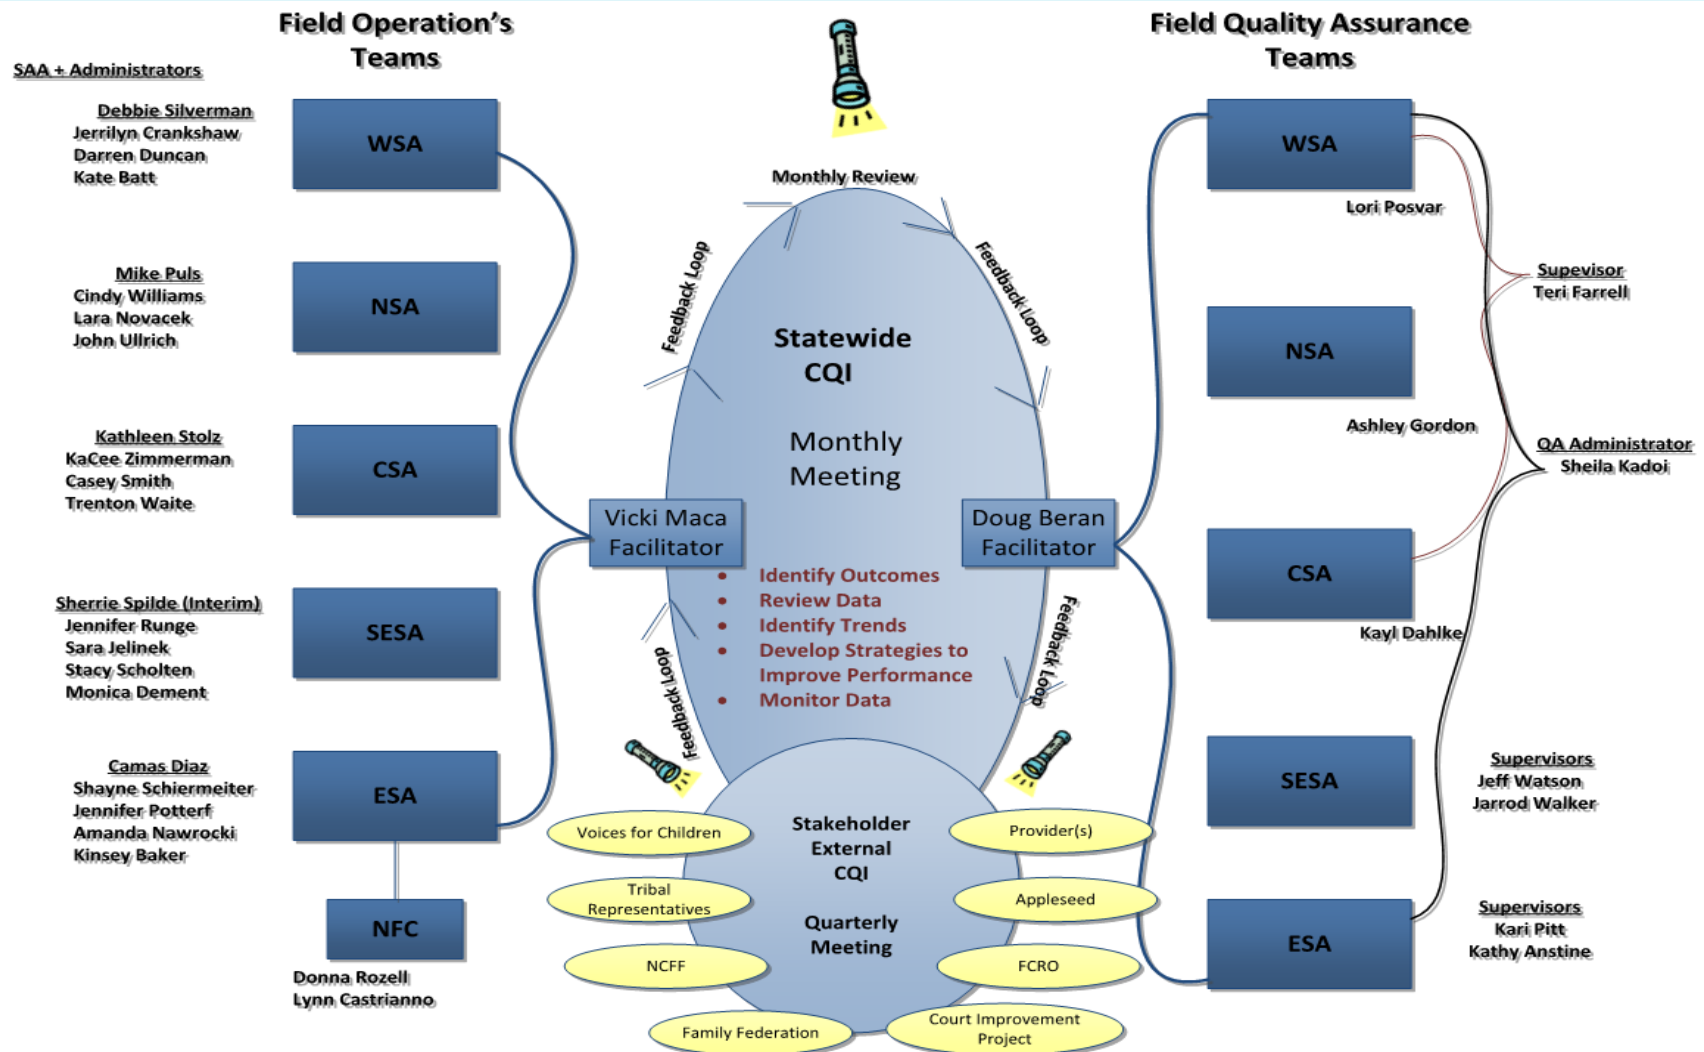 Field Operation's
Teams
SAA + Administrators
Debbie Silverman
Jerrilyn Crankshaw
Darren Duncan
Kate Batt
WSA
Mike Puls
Cindy Williams
Lara Novacek
John Ullrich
NSA
Kathleen Stolz
KaCee Zimmerman
Casey Smith
Trenton Waite
CSA
Sherrie Spilde (Interim)
Jennifer Runge
Sara Jelinek
Stacy Scholten
Monica Dement
SESA
Camas Diaz
Shayne Schiermeiter
Jennifer Potterf
Amanda Nawrocki
Kinsey Baker
ESA
NFC
Donna Rozell
Lynn Castrianno
Monthly Review
Feedback Loop
Feedback Loop
Statewide
CQI
Monthly
Meeting
Vicki Maca
Facilitator
Doug Beran
Facilitator
• Identify Outcomes
• Review Data
• Identify Trends
• Develop Strategies to
Improve Performance
• Monitor Data
Feedback Loop
Feedback Loop
Stakeholder
External
CQI
Quarterly
Meeting
Voices for Children
Tribal
Representatives
NCFF
Family Federation
Provider(s)
Appleseed
FCRO
Court Improvement
Project
Field Quality Assurance
Teams
WSA
Lori Posvar
Supevisor
Teri Farrell
NSA
Ashley Gordon
QA Administrator
Sheila Kadoi
CSA
Kayl Dahlke
SESA
Supervisors
Jeff Watson
Jarrod Walker
ESA
Supervisors
Kari Pitt
Kathy Anstine